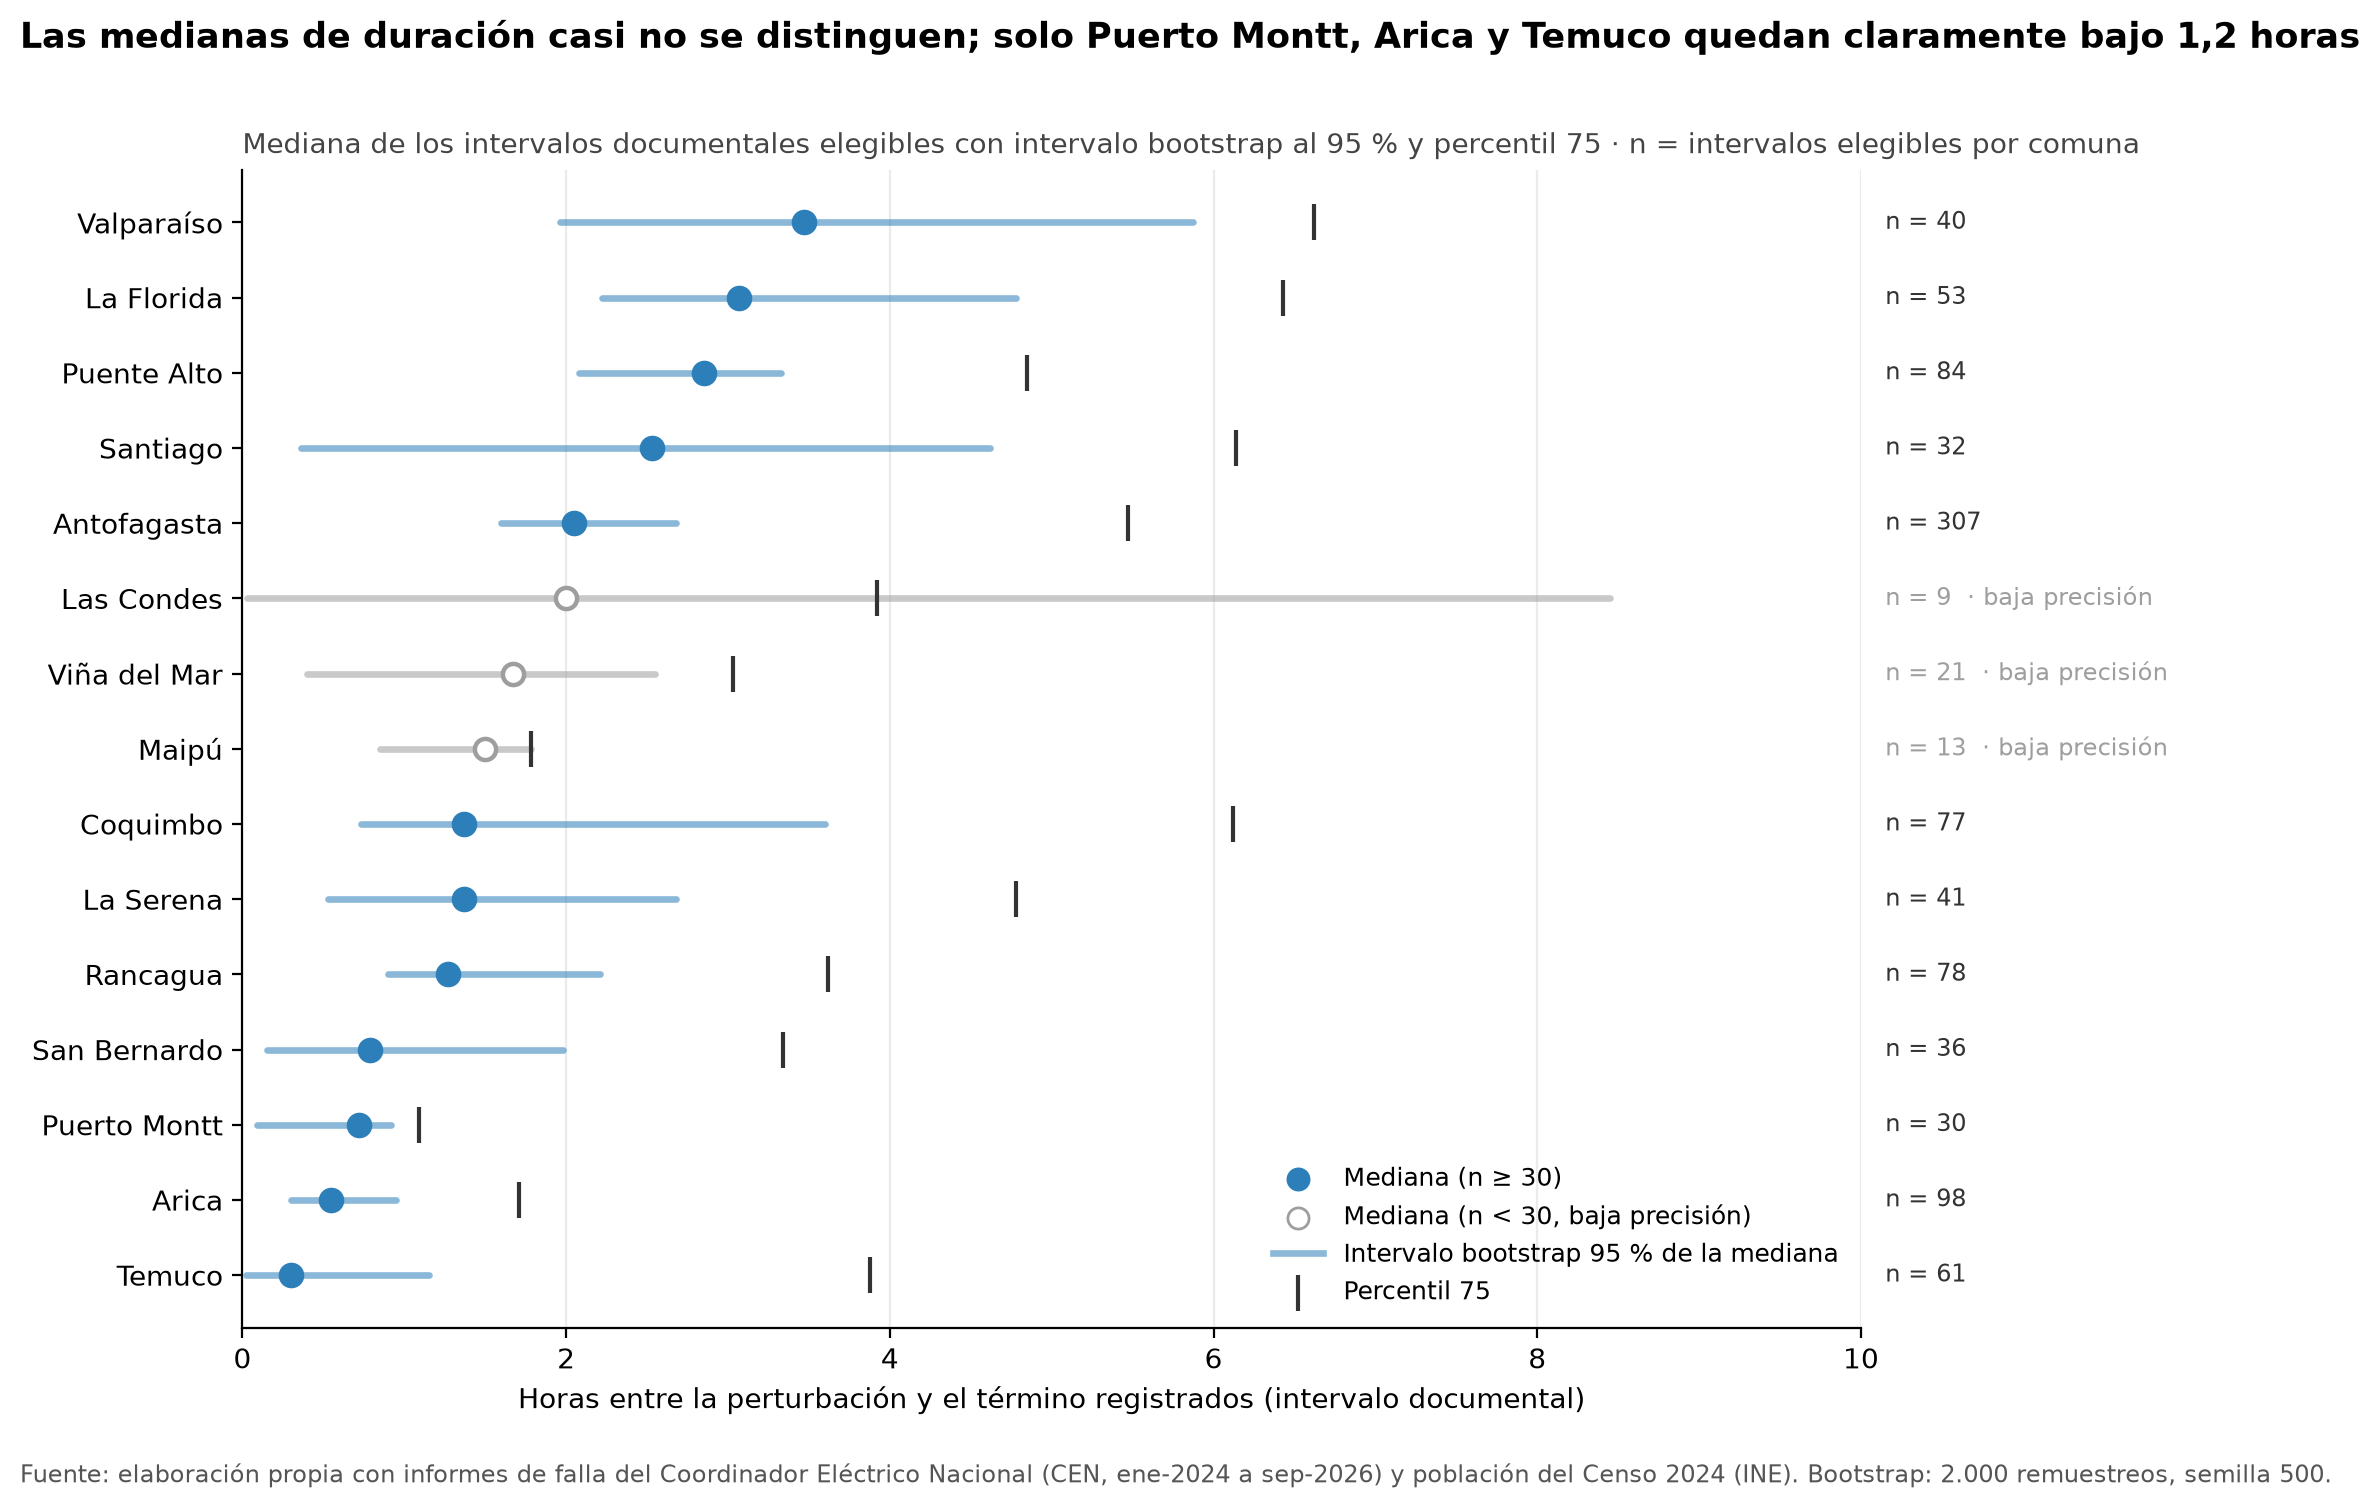 Las medianas de duración casi no se distinguen; solo Puerto Montt, Arica y Temuco quedan claramente bajo 1,2 horas
Mediana de los intervalos documentales elegibles con intervalo bootstrap al 95 % y percentil 75 · n = intervalos elegibles por comuna
Valparaíso n = 40
La Florida n = 53
Puente Alto n = 84
Santiago n = 32
Antofagasta n = 307
Las Condes n = 9 · baja precisión
Viña del Mar n = 21 · baja precisión
Maipú n = 13 · baja precisión
Coquimbo n = 77
La Serena n = 41
Rancagua n = 78
San Bernardo n = 36
Puerto Montt n = 30
Arica n = 98
Temuco n = 61
Mediana (n ≥ 30)
Mediana (n < 30, baja precisión)
Intervalo bootstrap 95 % de la mediana
Percentil 75
0 2 4 6 8 10
Horas entre la perturbación y el término registrados (intervalo documental)
Fuente: elaboración propia con informes de falla del Coordinador Eléctrico Nacional (CEN, ene-2024 a sep-2026) y población del Censo 2024 (INE). Bootstrap: 2.000 remuestreos, semilla 500.